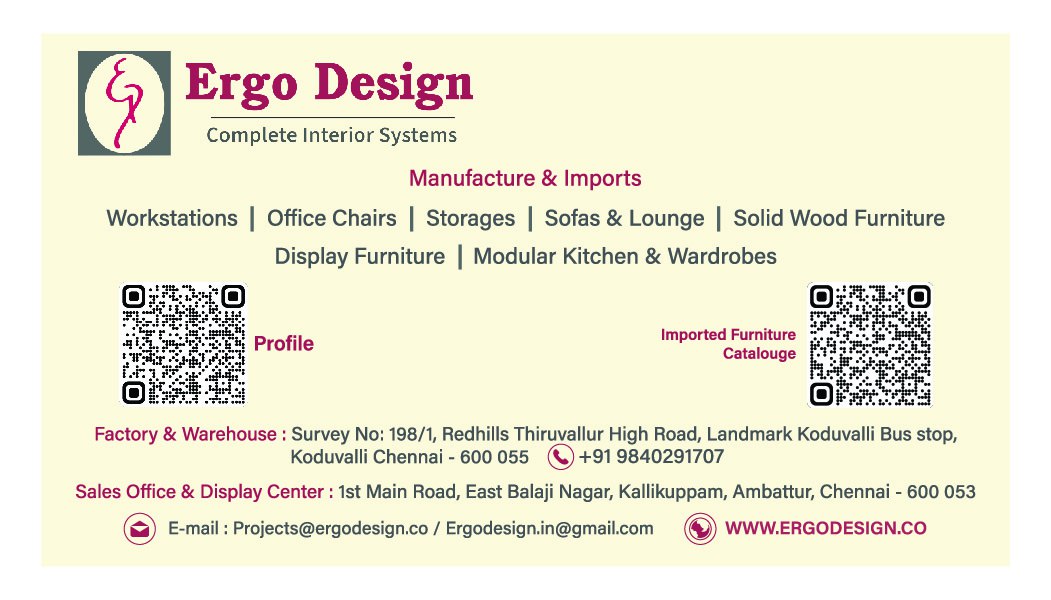 Ergo Design
Complete Interior Systems
Manufacture & Imports
Workstations | Office Chairs | Storages | Sofas & Lounge | Solid Wood Furniture
Display Furniture | Modular Kitchen & Wardrobes
Profile
Imported Furniture
Catalouge
Factory & Warehouse : Survey No: 198/1, Redhills Thiruvallur High Road, Landmark Koduvalli Bus stop,
Koduvalli Chennai - 600 055 +91 9840291707
Sales Office & Display Center : 1st Main Road, East Balaji Nagar, Kallikuppam, Ambattur, Chennai - 600 053
E-mail : Projects@ergodesign.co / Ergodesign.in@gmail.com WWW.ERGODESIGN.CO